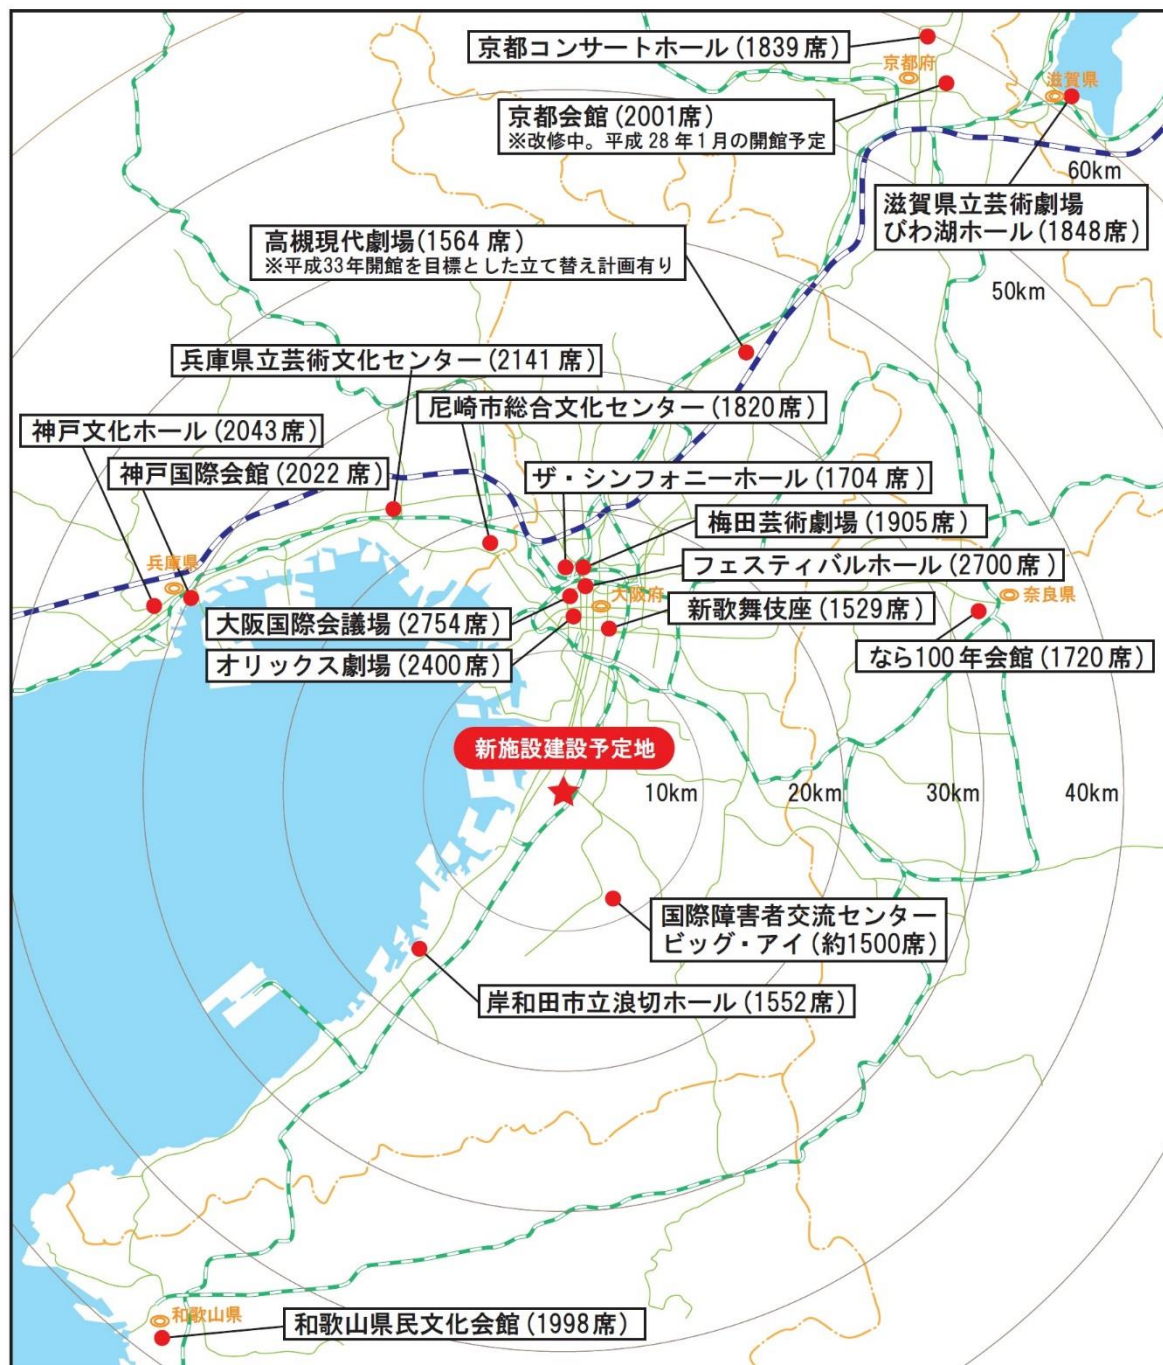 京都コンサートホール(1839席)
京都府
滋賀県
京都会館(2001席)
※改修中。平成28年1月の開館予定
60km
滋賀県立芸術劇場
びわ湖ホール(1848席)
高槻現代劇場(1564席)
※平成33年開館を目標とした立て替え計画有り
50km
兵庫県立芸術文化センター(2141席)
尼崎市総合文化センター(1820席)
神戸文化ホール(2043席)
神戸国際会館(2022席)
ザ・シンフォニーホール(1704席)
梅田芸術劇場(1905席)
兵庫県
フェスティバルホール(2700席)
大阪府
奈良県
大阪国際会議場(2754席)
新歌舞伎座(1529席)
オリックス劇場(2400席)
なら100年会館(1720席)
新施設建設予定地
10km
20km
30km
40km
国際障害者交流センター
ビッグ・アイ(約1500席)
岸和田市立浪切ホール(1552席)
和歌山県
和歌山県民文化会館(1998席)